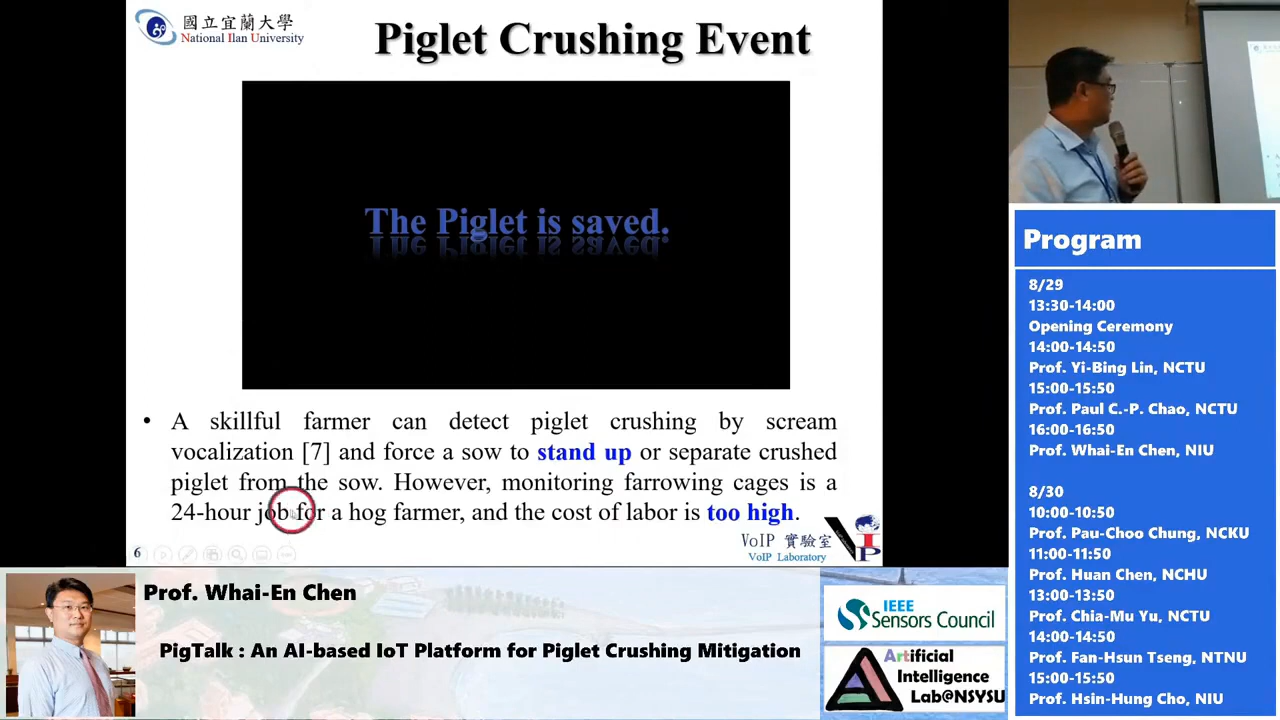 國立宜蘭大學
National Ilan University
Piglet Crushing Event
The Piglet is saved.
• A skillful farmer can detect piglet crushing by scream
vocalization [7] and force a sow to stand up or separate crushed
piglet from the sow. However, monitoring farrowing cages is a
24-hour job for a hog farmer, and the cost of labor is too high.
6
VoIP 實驗室
VoIP Laboratory
VIP
Prof. Whai-En Chen
PigTalk : An AI-based IoT Platform for Piglet Crushing Mitigation
IEEE
Sensors Council
Artificial
Intelligence
Lab@NSYSU
Program
8/29
13:30-14:00
Opening Ceremony
14:00-14:50
Prof. Yi-Bing Lin, NCTU
15:00-15:50
Prof. Paul C.-P. Chao, NCTU
16:00-16:50
Prof. Whai-En Chen, NIU
8/30
10:00-10:50
Prof. Pau-Choo Chung, NCKU
11:00-11:50
Prof. Huan Chen, NCHU
13:00-13:50
Prof. Chia-Mu Yu, NCTU
14:00-14:50
Prof. Fan-Hsun Tseng, NTNU
15:00-15:50
Prof. Hsin-Hung Cho, NIU